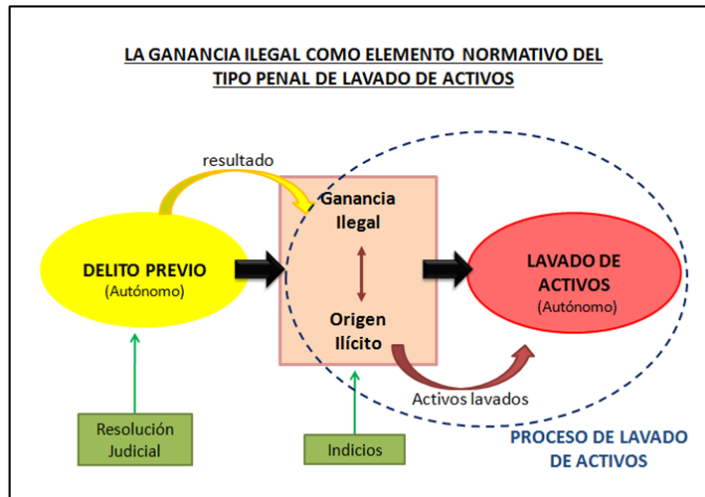 LA GANANCIA ILEGAL COMO ELEMENTO NORMATIVO DEL
TIPO PENAL DE LAVADO DE ACTIVOS
resultado
Ganancia
Ilegal
DELITO PREVIO
(Autónomo)
LAVADO DE
ACTIVOS
(Autónomo)
Origen
Ilícito
Activos lavados
Resolución
Judicial
Indicios
PROCESO DE LAVADO
DE ACTIVOS